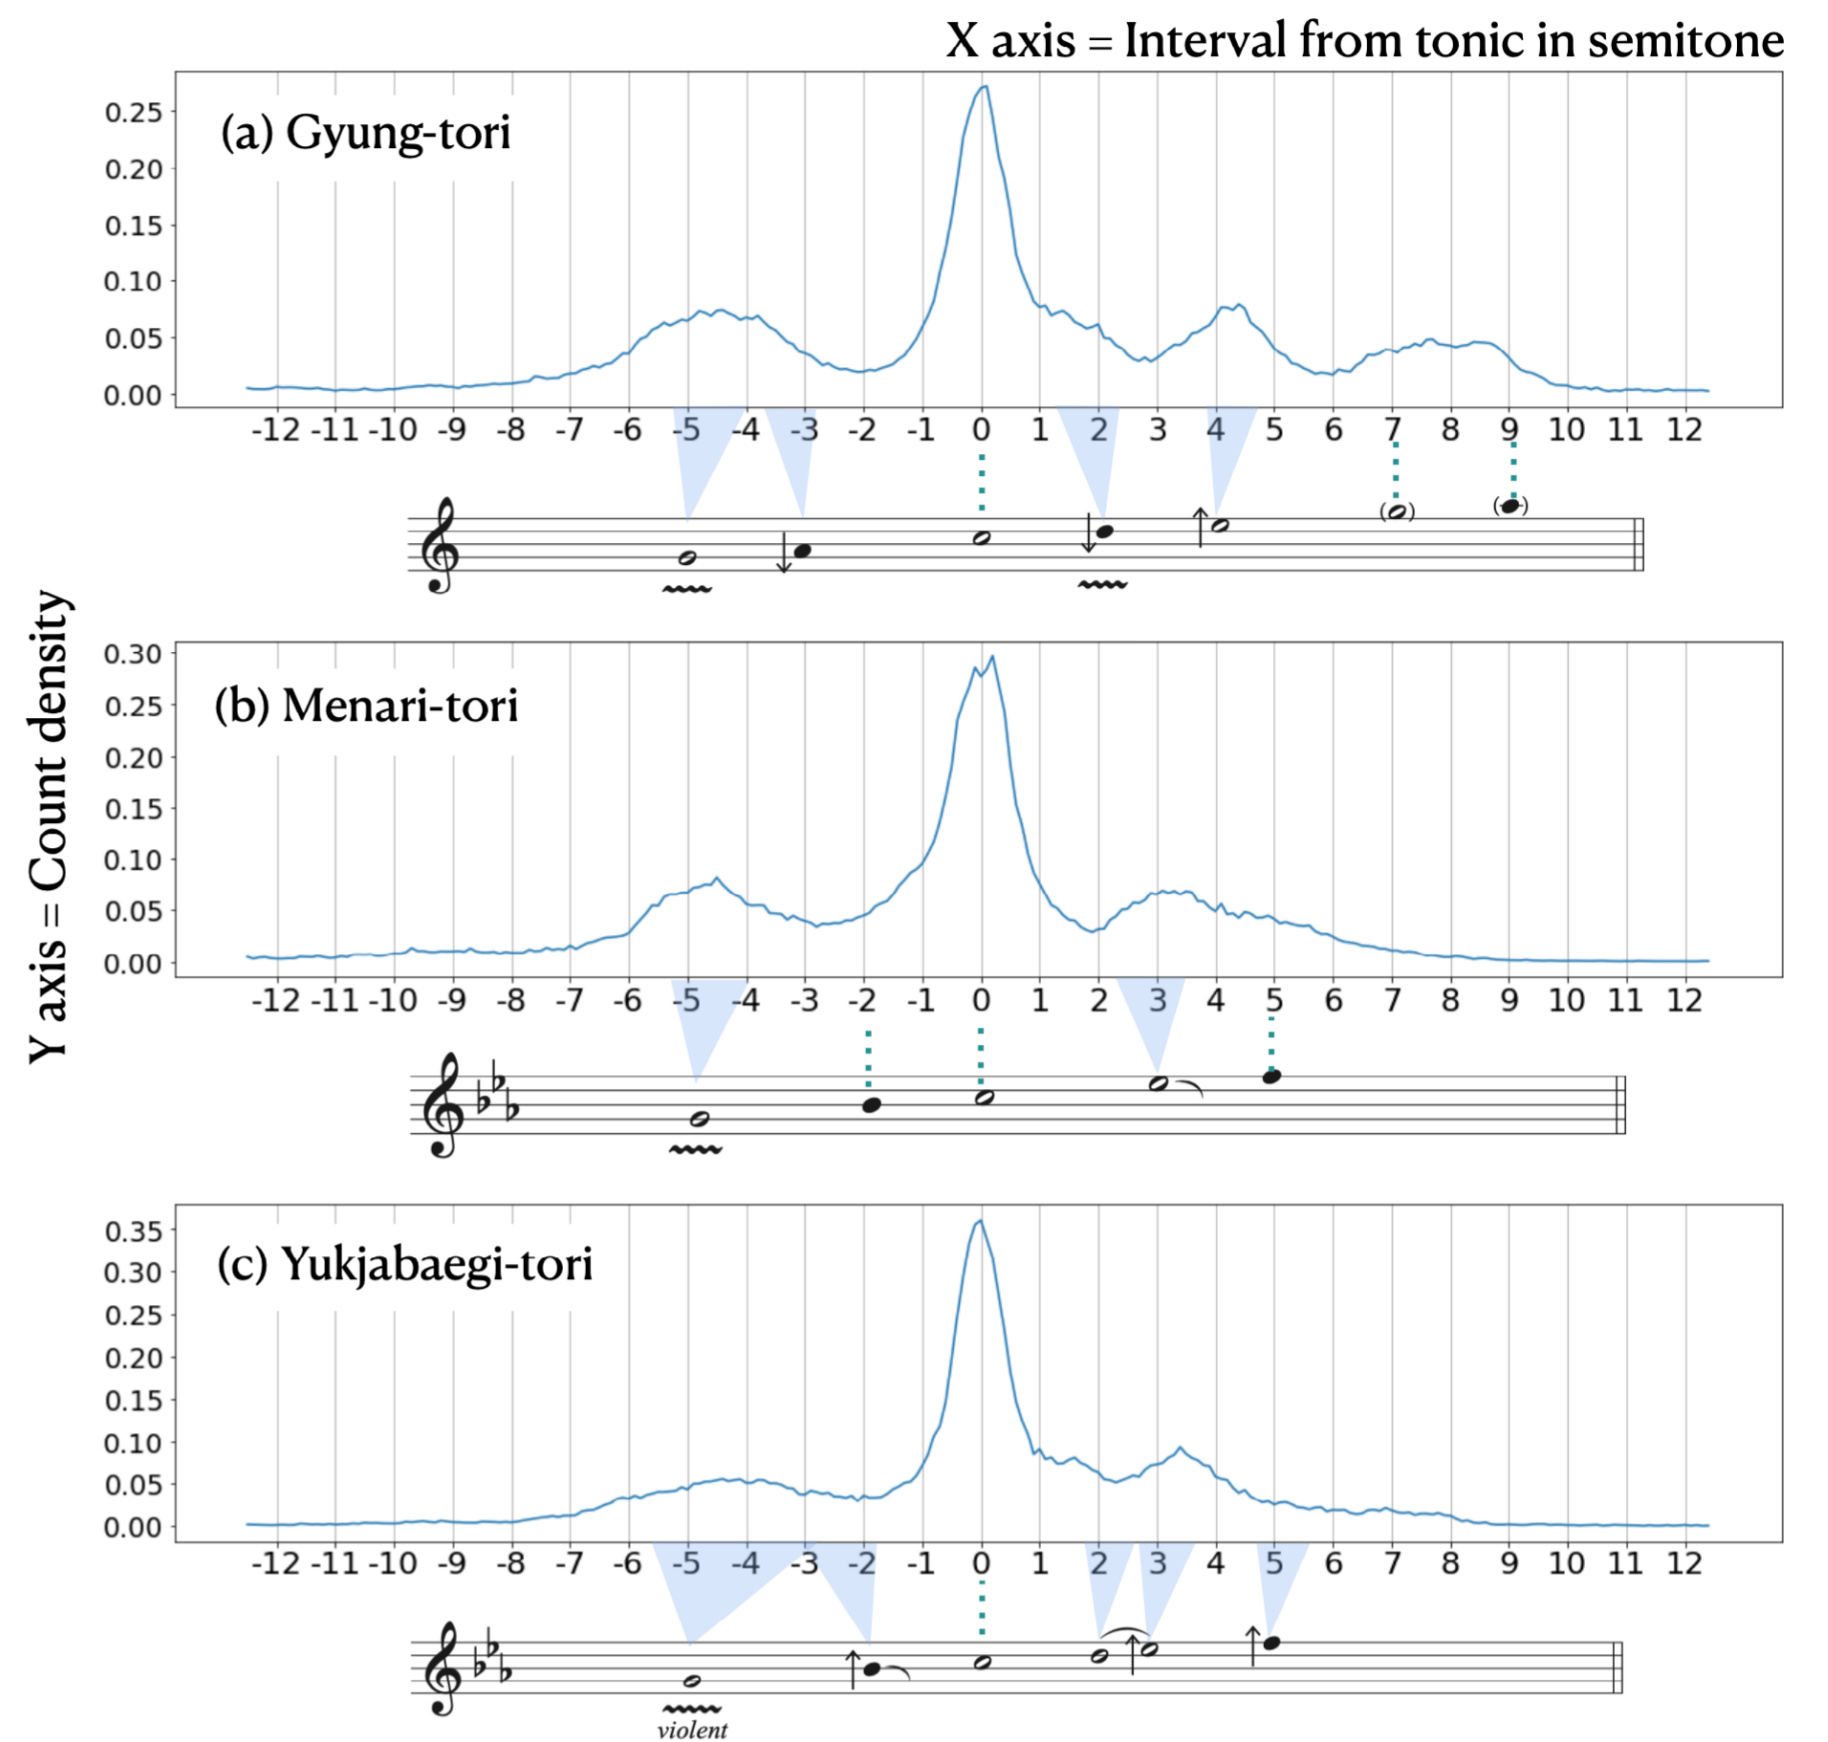 X axis = Interval from tonic in semitone
Y axis = Count density
(a) Gyung-tori
0.25
0.20
0.15
0.10
0.05
0.00
-12 -11 -10 -9 -8 -7 -6 -5 -4 -3 -2 -1 0 1 2 3 4 5 6 7 8 9 10 11 12
(b) Menari-tori
0.30
0.25
0.20
0.15
0.10
0.05
0.00
-12 -11 -10 -9 -8 -7 -6 -5 -4 -3 -2 -1 0 1 2 3 4 5 6 7 8 9 10 11 12
(c) Yukjabaegi-tori
0.35
0.30
0.25
0.20
0.15
0.10
0.05
0.00
-12 -11 -10 -9 -8 -7 -6 -5 -4 -3 -2 -1 0 1 2 3 4 5 6 7 8 9 10 11 12
violent